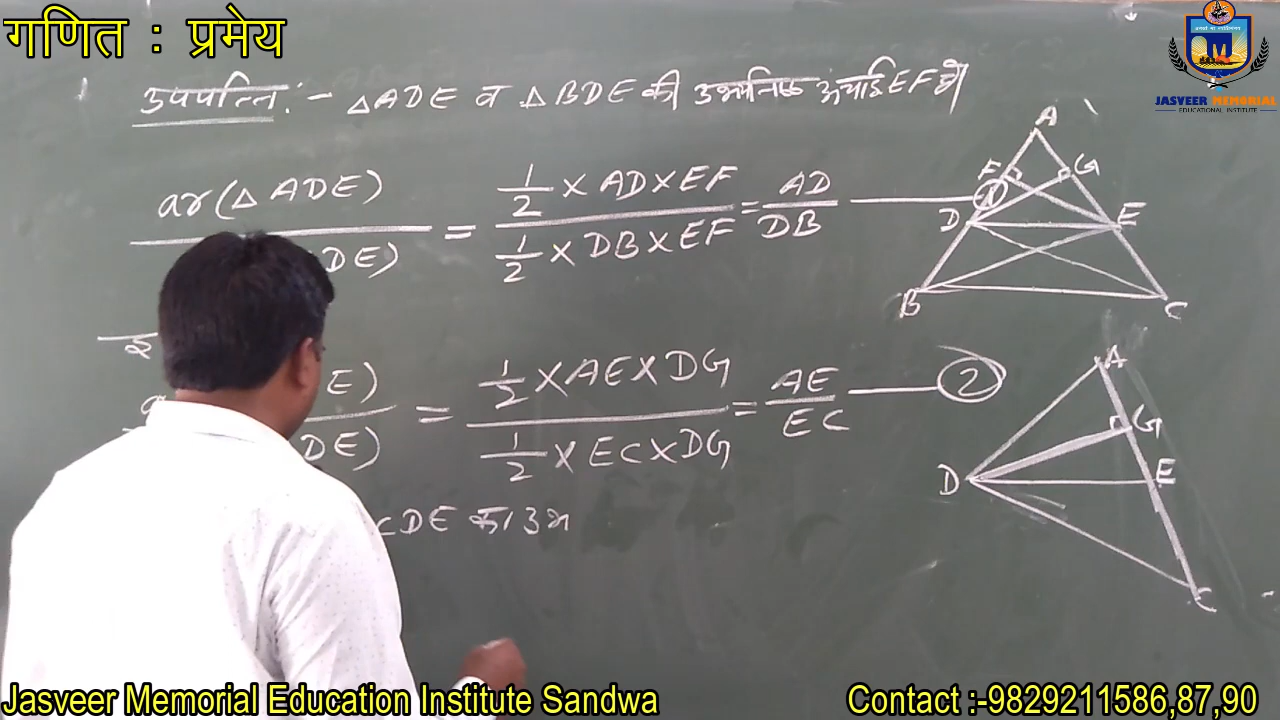 गणित : प्रमेय
JASVEER MEMORIAL
EDUCATIONAL INSTITUTE
उपपत्ति :- △ADE व △BDE की उभयनिष्ठ ऊंचाई EF है।
ar(△ADE)
DE)
=
1/2 × AD × EF
1/2 × DB × EF
= AD/DB — 1
E)
DE)
=
1/2 × AE × DG
1/2 × EC × DG
= AE/EC — 2
CDE का उभ
A
F
G
D
E
B
C
A
G
D
E
C
Jasveer Memorial Education Institute Sandwa
Contact :-9829211586,87,90